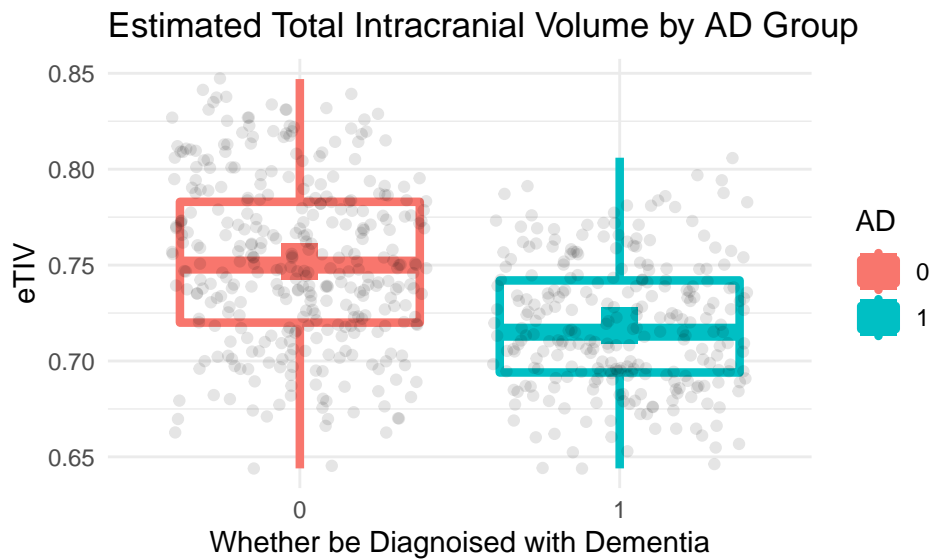 Estimated Total Intracranial Volume by AD Group
0.85
0.80
0.75
0.70
0.65
eTIV
0
1
Whether be Diagnoised with Dementia
AD
0
1